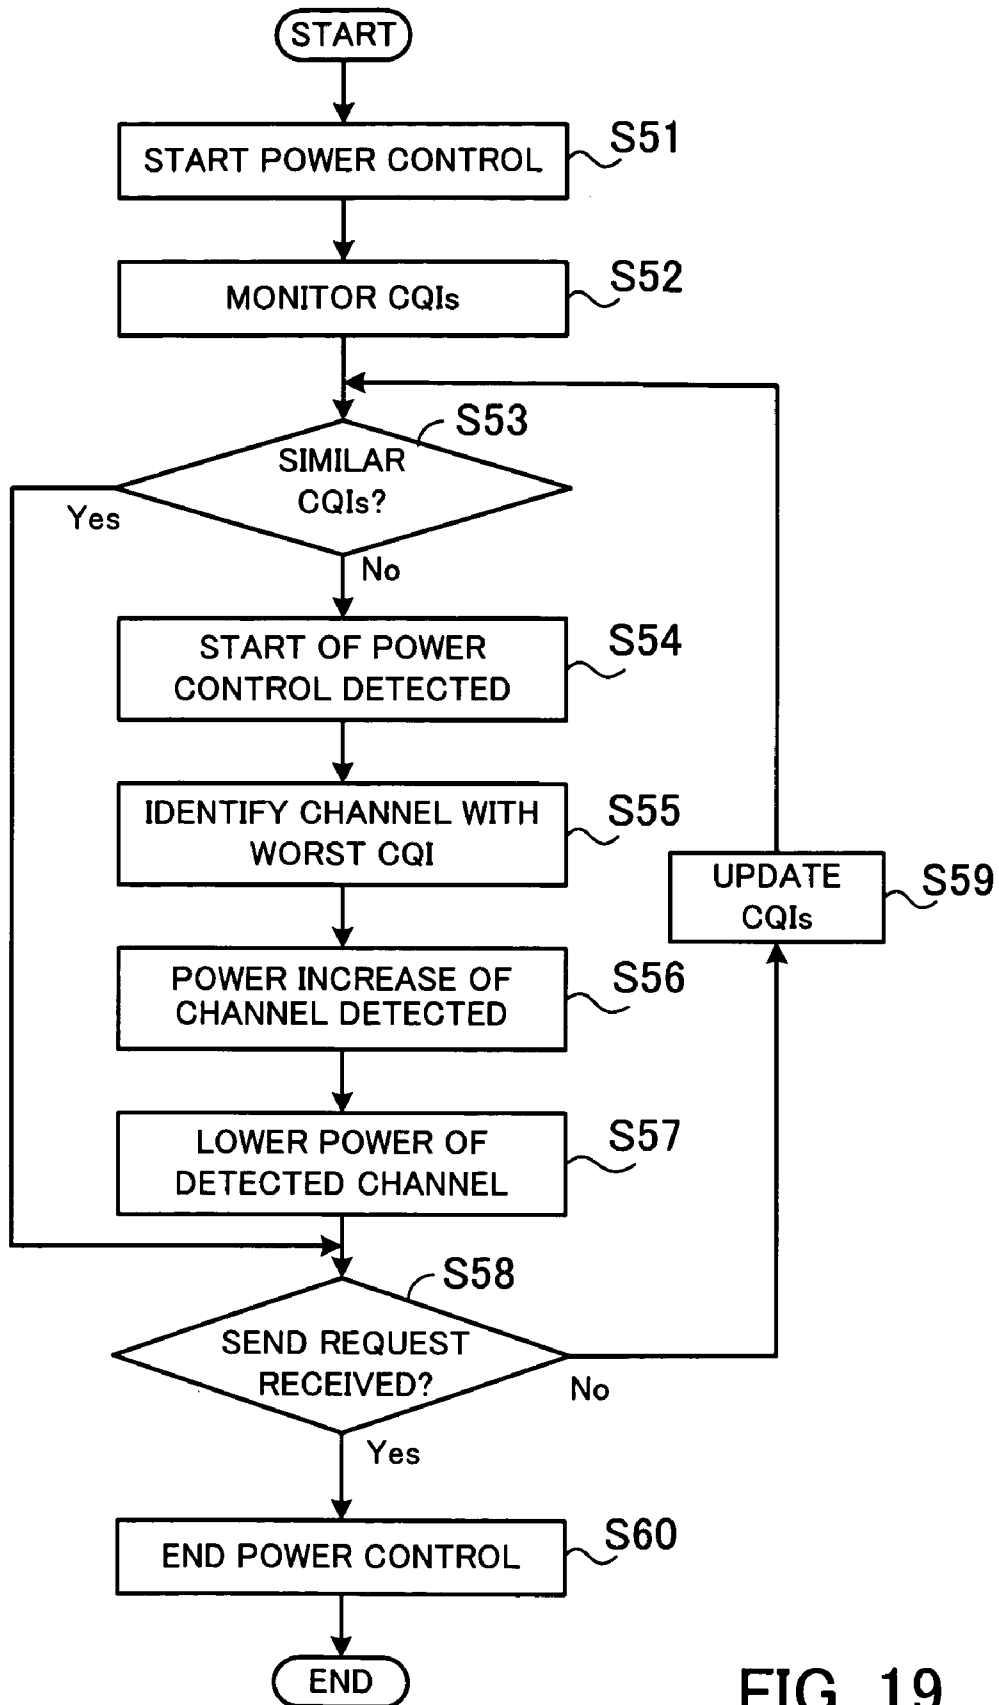 START
START POWER CONTROL
S51
MONITOR CQIs
S52
S53
SIMILAR
CQIs?
Yes
No
START OF POWER
CONTROL DETECTED
S54
IDENTIFY CHANNEL WITH
WORST CQI
S55
UPDATE
CQIs
S59
POWER INCREASE OF
CHANNEL DETECTED
S56
LOWER POWER OF
DETECTED CHANNEL
S57
S58
SEND REQUEST
RECEIVED?
No
Yes
END POWER CONTROL
S60
END
FIG. 19